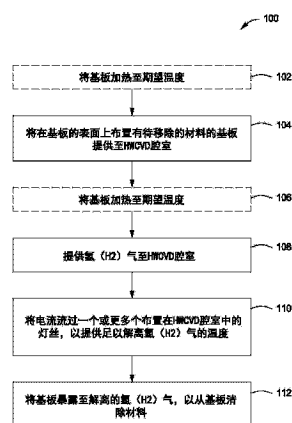 100
将基板加热至期望温度
102
将在基板的表面上布置有待移除的材料的基板
提供至HWCVD腔室
104
将基板加热至期望温度
106
提供氢（H2）气至HWCVD腔室
108
将电流流过一个或更多个布置在HWCVD腔室中的
灯丝，以提供足以解离氢（H2）气的温度
110
将基板暴露至解离的氢（H2）气，以从基板清
除材料
112